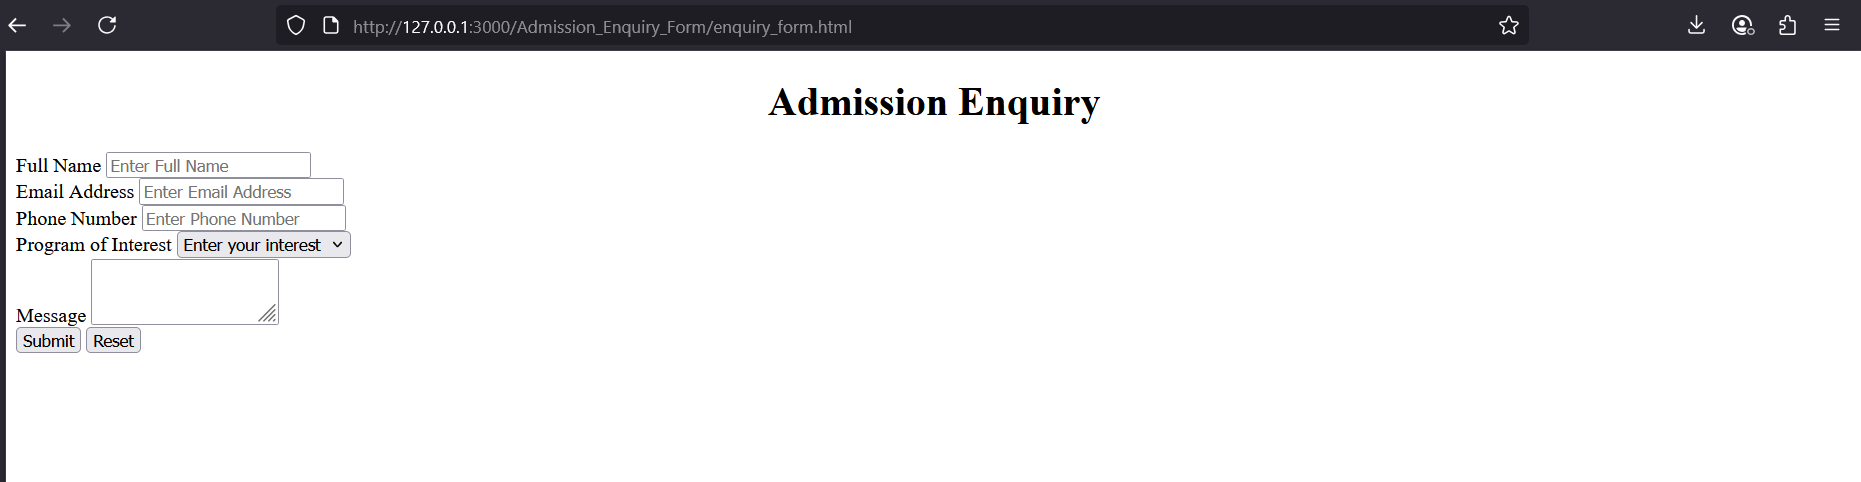 http://127.0.0.1:3000/Admission_Enquiry_Form/enquiry_form.html
Admission Enquiry
Full Name Enter Full Name
Email Address Enter Email Address
Phone Number Enter Phone Number
Program of Interest Enter your interest
Message
Submit Reset